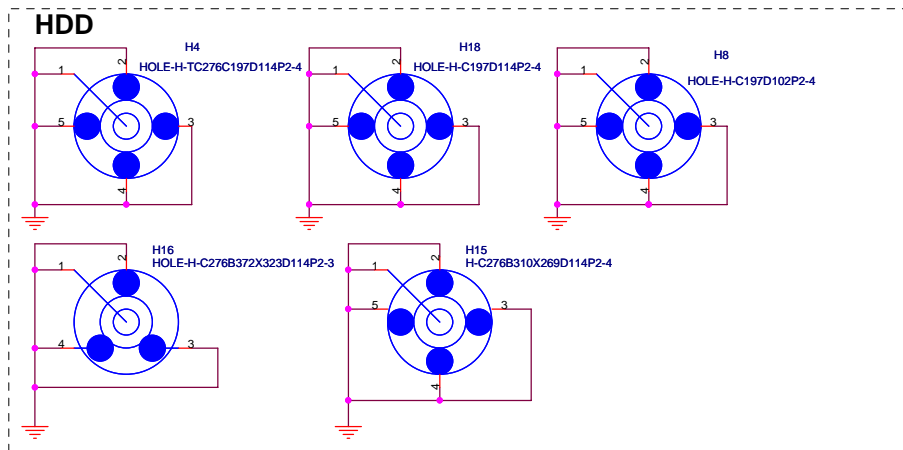 HDD
H4
HOLE-H-TC276C197D114P2-4
1
2
5
3
4
H18
HOLE-H-C197D114P2-4
1
2
5
3
4
H8
HOLE-H-C197D102P2-4
1
2
5
3
4
H16
HOLE-H-C276B372X323D114P2-3
1
2
4
3
H15
H-C276B310X269D114P2-4
1
2
5
3
4